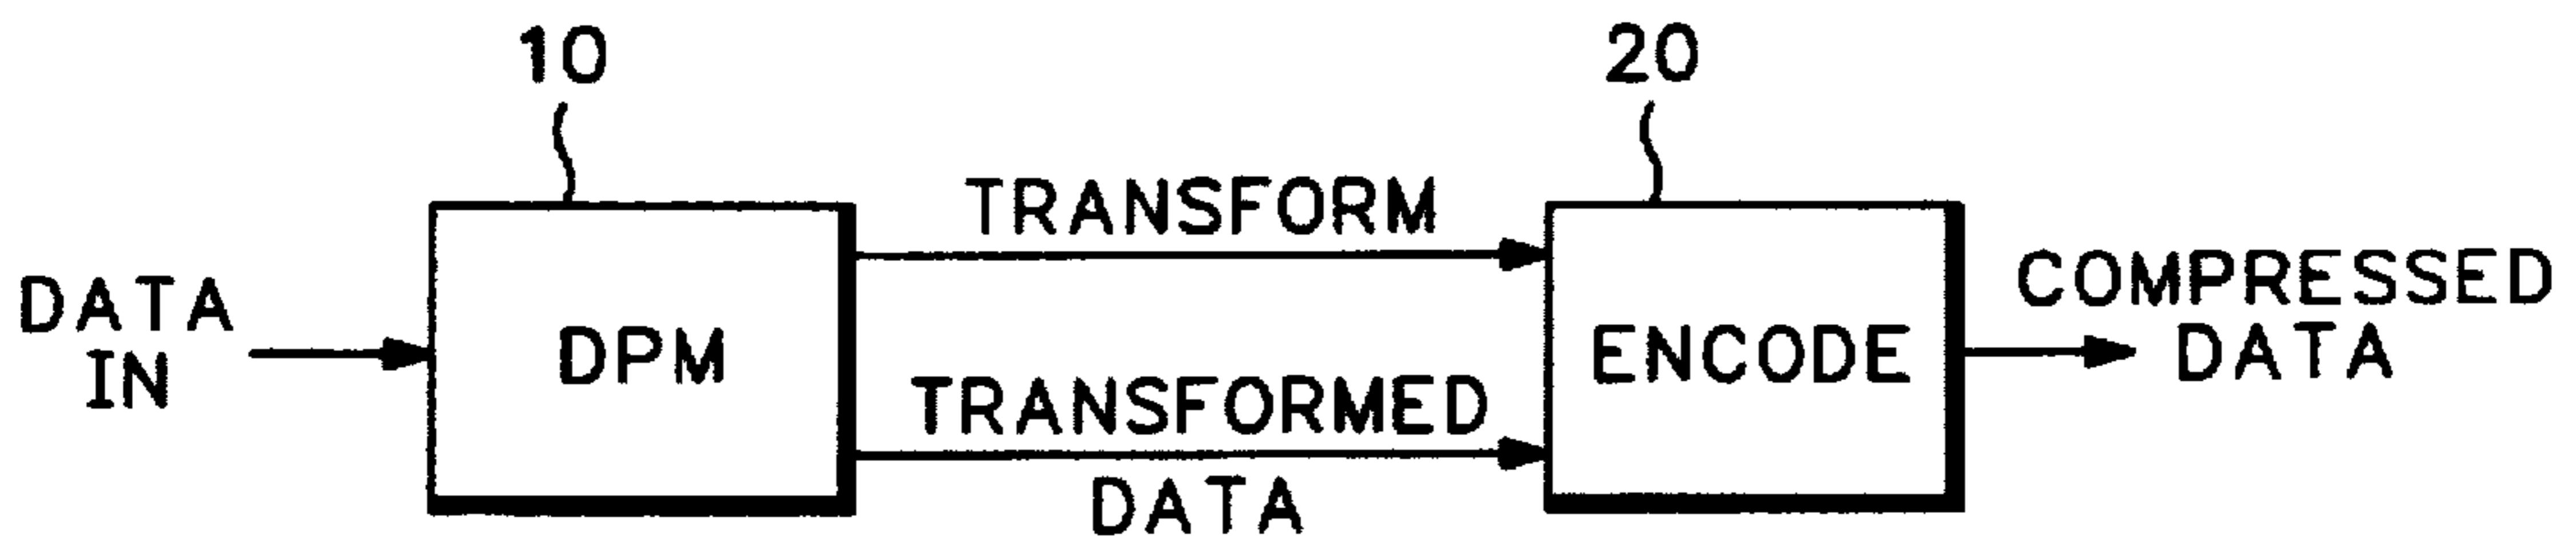 10
20
TRANSFORM
DATA
IN
DPM
TRANSFORMED
DATA
ENCODE
COMPRESSED
DATA